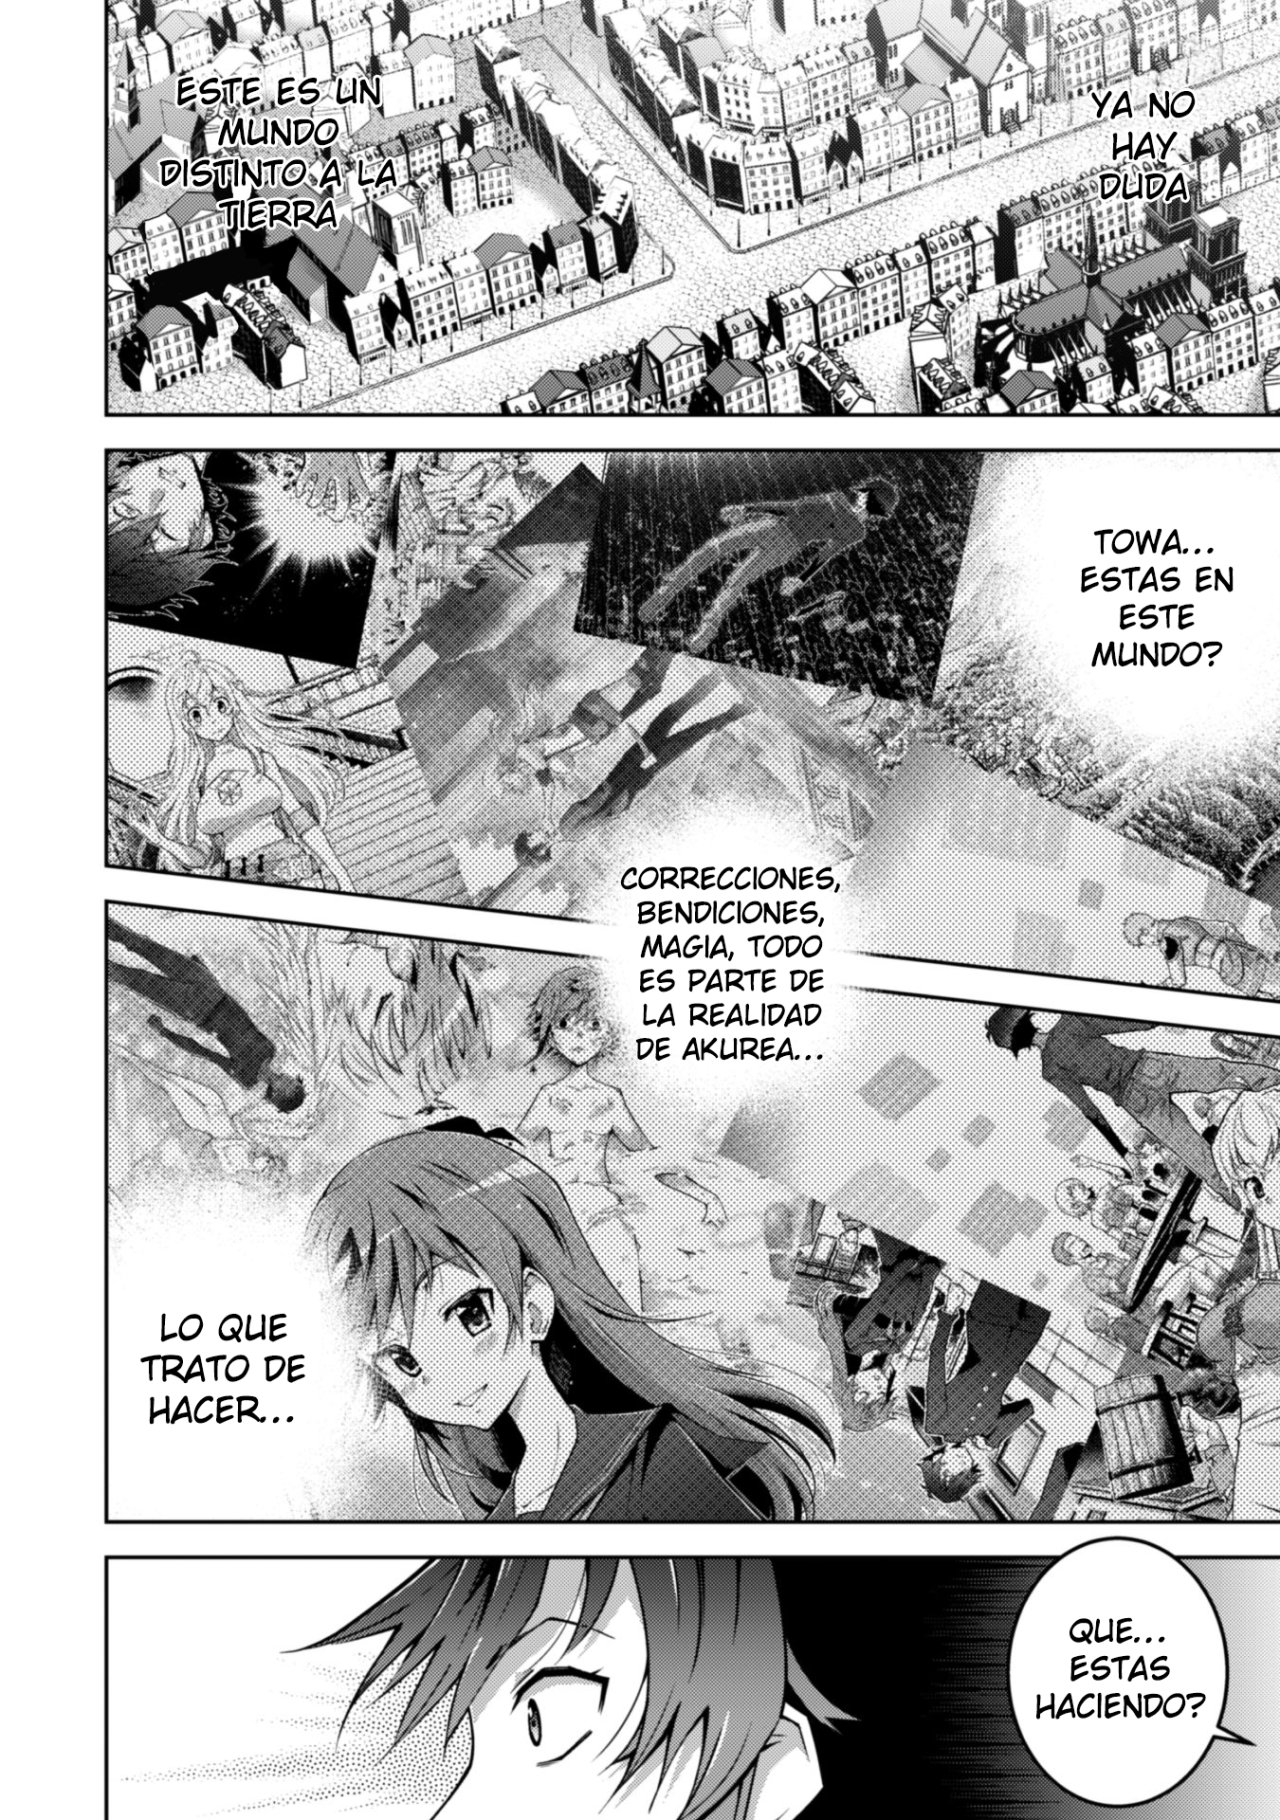 YA NO
HAY
DUDA
ESTE ES UN
MUNDO
DISTINTO A LA
TIERRA
TOWA...
ESTAS EN
ESTE
MUNDO?
CORRECCIONES,
BENDICIONES,
MAGIA, TODO
ES PARTE DE
LA REALIDAD
DE AKUREA...
LO QUE
TRATO DE
HACER...
QUE...
ESTAS
HACIENDO?